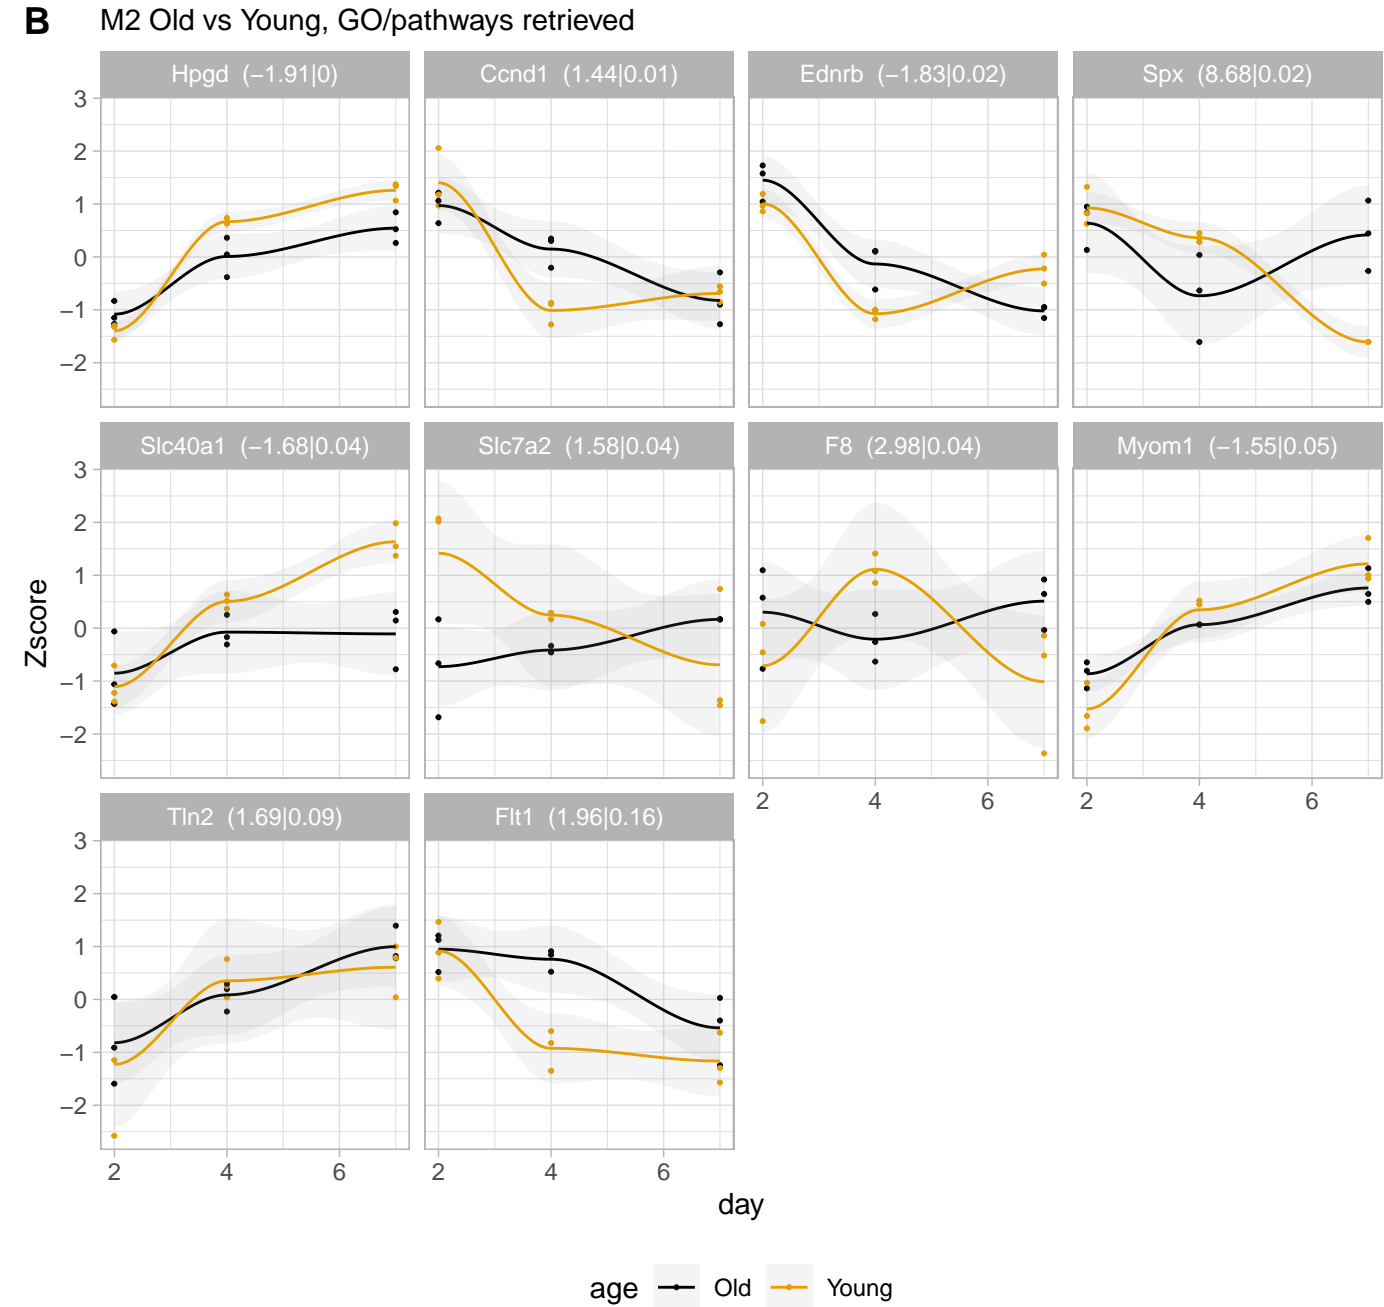 B M2 Old vs Young, GO/pathways retrieved
Hpgd (−1.91|0) Ccnd1 (1.44|0.01) Ednrb (−1.83|0.02) Spx (8.68|0.02)
3
2
1
0
−1
−2
Slc40a1 (−1.68|0.04) Slc7a2 (1.58|0.04) F8 (2.98|0.04) Myom1 (−1.55|0.05)
3
2
1
0
−1
−2
Zscore
2 4 6 2 4 6
Tln2 (1.69|0.09) Flt1 (1.96|0.16)
3
2
1
0
−1
−2
2 4 6 2 4 6
day
age Old Young